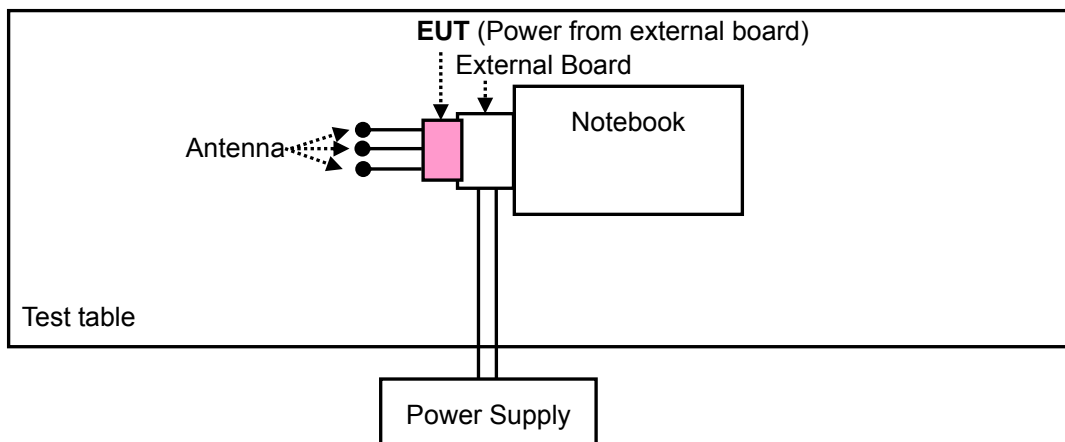 EUT (Power from external board)
External Board
Notebook
Antenna
Test table
Power Supply